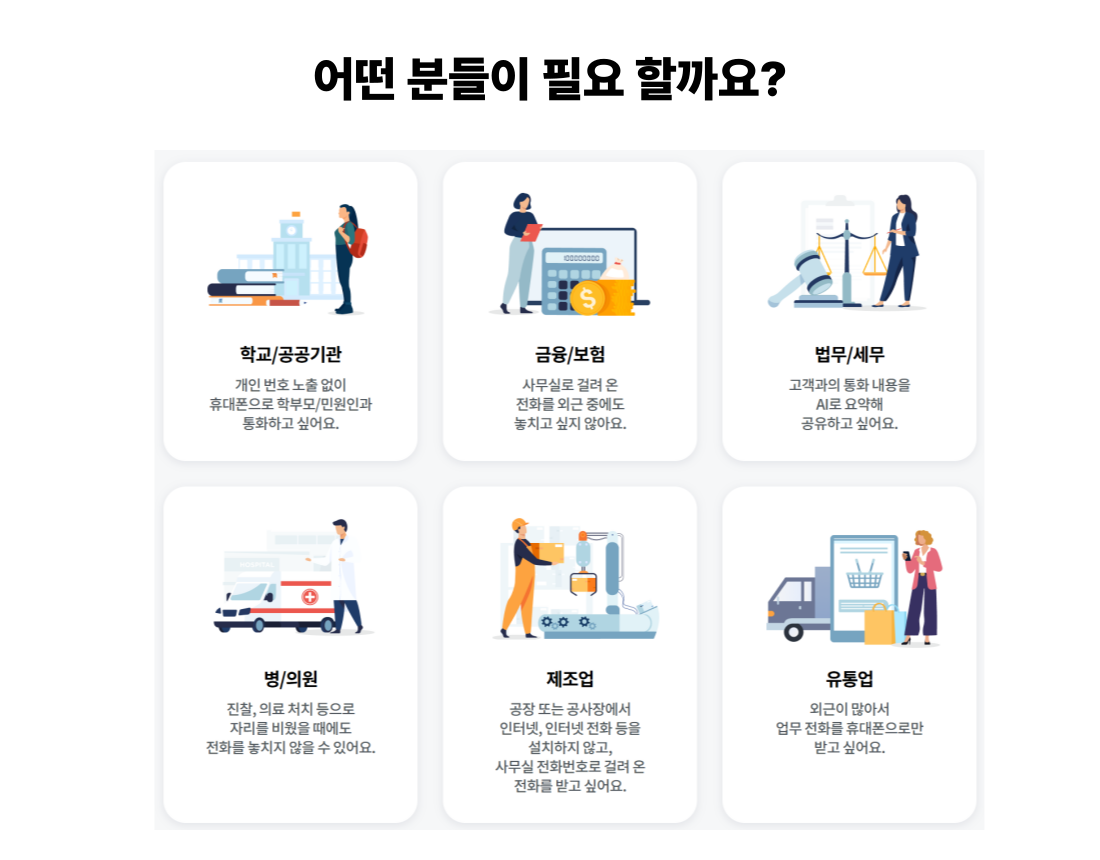 어떤 분들이 필요 할까요?
학교/공공기관
개인 번호 노출 없이
휴대폰으로 학부모/민원인과
통화하고 싶어요.
금융/보험
사무실로 걸려 온
전화를 외근 중에도
놓치고 싶지 않아요.
법무/세무
고객과의 통화 내용을
AI로 요약해
공유하고 싶어요.
HOSPITAL
병/의원
진찰, 의료 처치 등으로
자리를 비웠을 때에도
전화를 놓치지 않을 수 있어요.
제조업
공장 또는 공사장에서
인터넷, 인터넷 전화 등을
설치하지 않고,
사무실 전화번호로 걸려 온
전화를 받고 싶어요.
유통업
외근이 많아서
업무 전화를 휴대폰으로만
받고 싶어요.